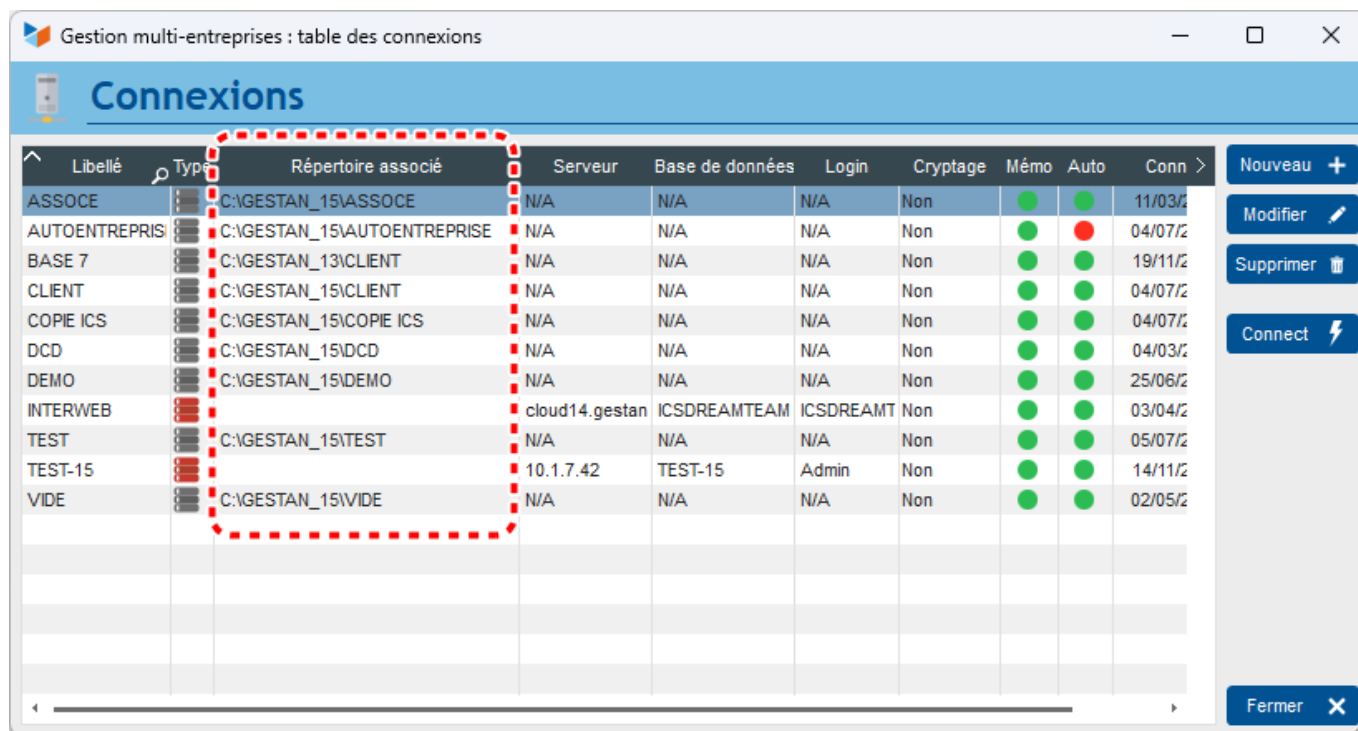 Gestion multi-entreprises : table des connexions
Connexions
Libellé Type Répertoire associé Serveur Base de données Login Cryptage Mémo Auto Conn
ASSOCE C:\GESTAN_15\ASSOCE N/A N/A N/A Non 11/03/2
AUTOENTREPRIS C:\GESTAN_15\AUTOENTREPRISE N/A N/A N/A Non 04/07/2
BASE 7 C:\GESTAN_13\CLIENT N/A N/A N/A Non 19/11/2
CLIENT C:\GESTAN_15\CLIENT N/A N/A N/A Non 04/07/2
COPIE ICS C:\GESTAN_15\COPIE ICS N/A N/A N/A Non 04/07/2
DCD C:\GESTAN_15\DCD N/A N/A N/A Non 04/03/2
DEMO C:\GESTAN_15\DEMO N/A N/A N/A Non 25/06/2
INTERWEB cloud14.gestan ICSDREAMTEAM ICSDREAMT Non 03/04/2
TEST C:\GESTAN_15\TEST N/A N/A N/A Non 05/07/2
TEST-15 10.1.7.42 TEST-15 Admin Non 14/11/2
VIDE C:\GESTAN_15\VIDE N/A N/A N/A Non 02/05/2
Nouveau
Modifier
Supprimer
Connect
Fermer